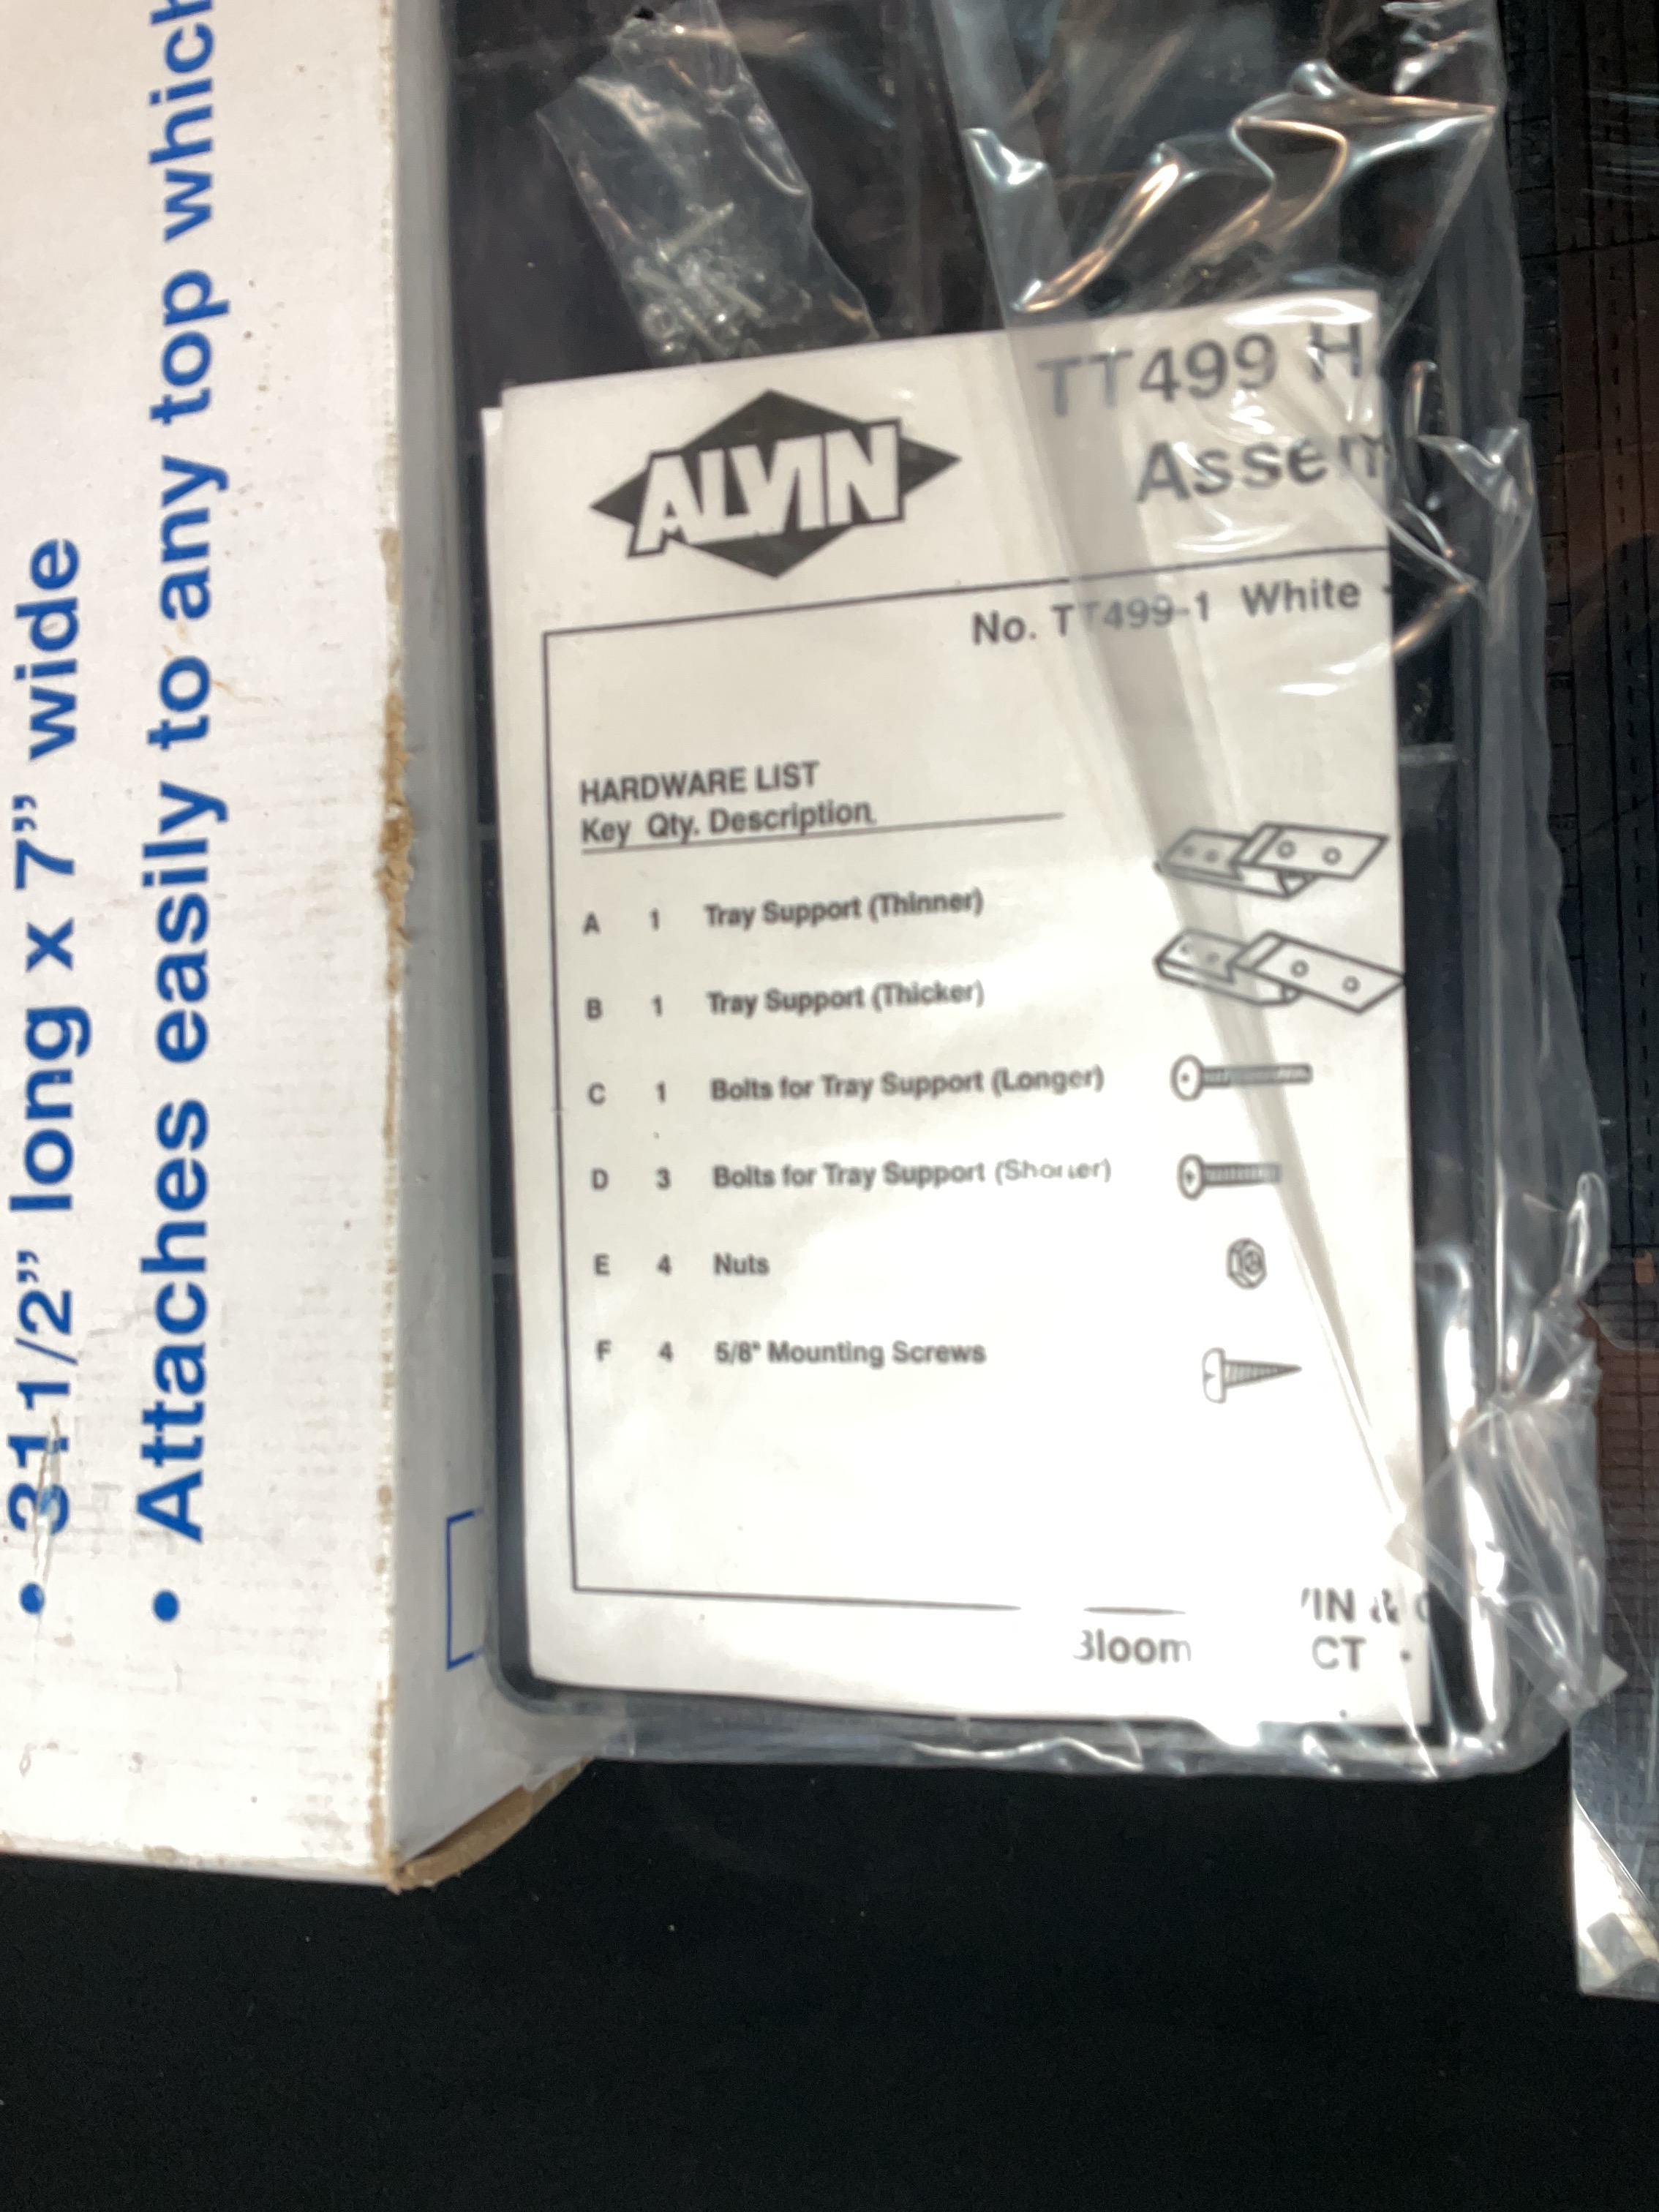 • 31 1/2” long x 7” wide
• Attaches easily to any top which
ALVIN
TT499
No. TT499-1 White
HARDWARE LIST
Key Qty. Description
A 1 Tray Support (Thinner)
B 1 Tray Support (Thicker)
C 1 Bolts for Tray Support (Longer)
D 3 Bolts for Tray Support (Shorter)
E 4 Nuts
F 4 5/8" Mounting Screws
CT •